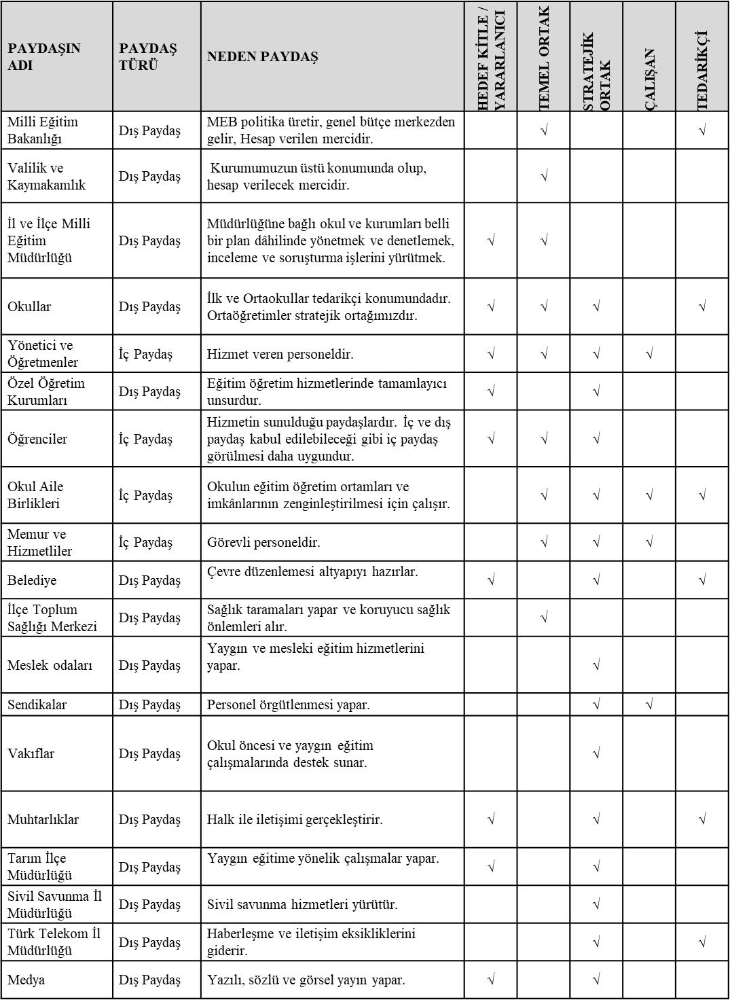 PAYDAŞIN
ADI
PAYDAŞ
TÜRÜ
NEDEN PAYDAŞ
HEDEF KİTLE /
YARARLANICI
TEMEL ORTAK
STRATEJİK
ORTAK
ÇALIŞAN
TEDARİKÇİ
Milli Eğitim
Bakanlığı
Dış Paydaş
MEB politika üretir, genel bütçe merkezden
gelir, Hesap verilen mercidir.
√ √
Valilik ve
Kaymakamlık
Dış Paydaş
Kurumumuzun üstü konumunda olup,
hesap verilecek mercidir.
√
İl ve İlçe Milli
Eğitim
Müdürlüğü
Dış Paydaş
Müdürlüğüne bağlı okul ve kurumları belli
bir plan dâhilinde yönetmek ve denetlemek,
inceleme ve soruşturma işlerini yürütmek.
√ √
Okullar
Dış Paydaş
İlk ve Ortaokullar tedarikçi konumundadır.
Ortaöğretimler stratejik ortağımızdır.
√ √ √ √
Yönetici ve
Öğretmenler
İç Paydaş
Hizmet veren personeldir.
√ √ √ √
Özel Öğretim
Kurumları
Dış Paydaş
Eğitim öğretim hizmetlerinde tamamlayıcı
unsurdur.
√ √
Öğrenciler
İç Paydaş
Hizmetin sunulduğu paydaşlardır. İç ve dış
paydaş kabul edilebileceği gibi iç paydaş
görülmesi daha uygundur.
√ √ √
Okul Aile
Birlikleri
İç Paydaş
Okulun eğitim öğretim ortamları ve
imkânlarının zenginleştirilmesi için çalışır.
√ √ √ √
Memur ve
Hizmetliler
İç Paydaş
Görevli personeldir.
√ √ √
Belediye
Dış Paydaş
Çevre düzenlemesi altyapıyı hazırlar.
√ √ √
İlçe Toplum
Sağlığı Merkezi
Dış Paydaş
Sağlık taramaları yapar ve koruyucu sağlık
önlemleri alır.
√
Meslek odaları
Dış Paydaş
Yaygın ve mesleki eğitim hizmetlerini
yapar.
√
Sendikalar
Dış Paydaş
Personel örgütlenmesi yapar.
√ √
Vakıflar
Dış Paydaş
Okul öncesi ve yaygın eğitim
çalışmalarında destek sunar.
√
Muhtarlıklar
Dış Paydaş
Halk ile iletişimi gerçekleştirir.
√ √ √
Tarım İlçe
Müdürlüğü
Dış Paydaş
Yaygın eğitime yönelik çalışmalar yapar.
√ √
Sivil Savunma İl
Müdürlüğü
Dış Paydaş
Sivil savunma hizmetleri yürütür.
√
Türk Telekom İl
Müdürlüğü
Dış Paydaş
Haberleşme ve iletişim eksikliklerini
giderir.
√ √
Medya
Dış Paydaş
Yazılı, sözlü ve görsel yayın yapar.
√ √